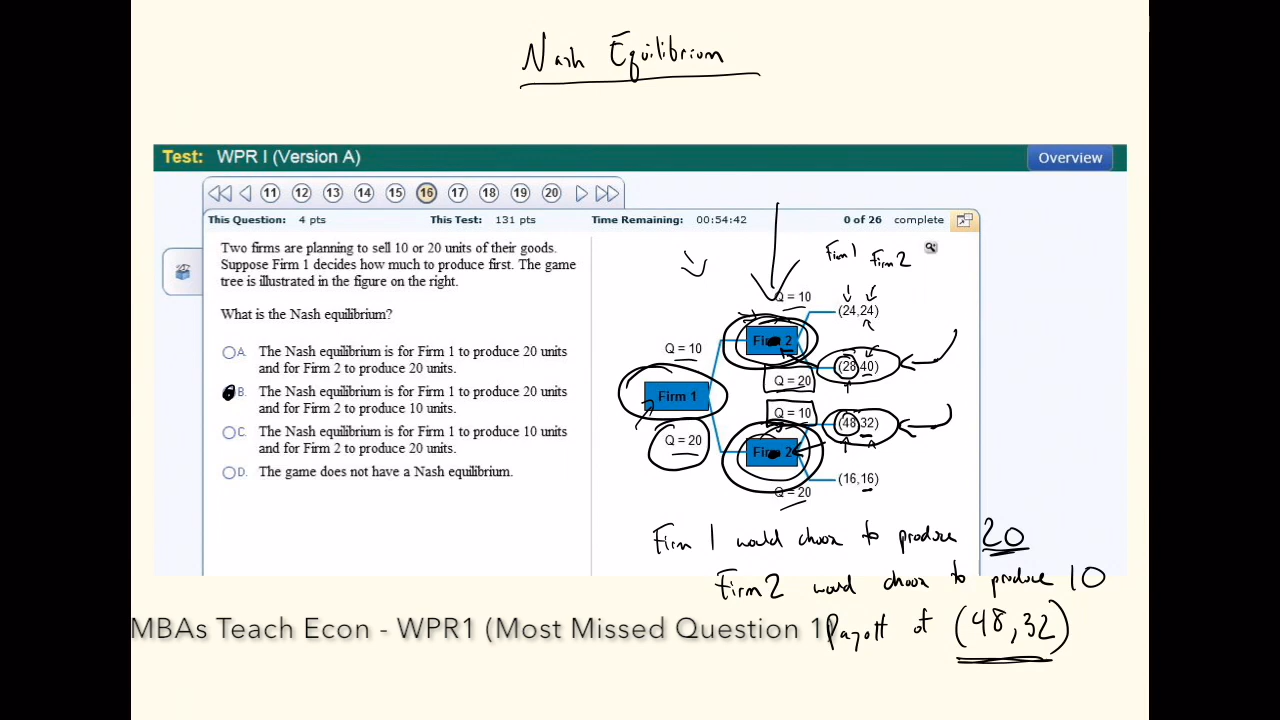 Nash Equilibrium
Test: WPR I (Version A)
Overview
11 12 13 14 15 16 17 18 19 20
This Question: 4 pts
This Test: 131 pts
Time Remaining: 00:54:42
0 of 26 complete
Two firms are planning to sell 10 or 20 units of their goods.
Suppose Firm 1 decides how much to produce first. The game
tree is illustrated in the figure on the right.
What is the Nash equilibrium?
A. The Nash equilibrium is for Firm 1 to produce 20 units
and for Firm 2 to produce 20 units.
B. The Nash equilibrium is for Firm 1 to produce 20 units
and for Firm 2 to produce 10 units.
C. The Nash equilibrium is for Firm 1 to produce 10 units
and for Firm 2 to produce 20 units.
D. The game does not have a Nash equilibrium.
Firm 1 Firm 2
Q = 10
(24,24)
Firm 2
Q = 10
(28,40)
Q = 20
Firm 1
Q = 10
(48,32)
Q = 20
Firm 2
(16,16)
Q = 20
Firm 1 would choose to produce 20
Firm 2 would choose to produce 10
MBAs Teach Econ - WPR1 (Most Missed Question 1)
Payoff of (48,32)